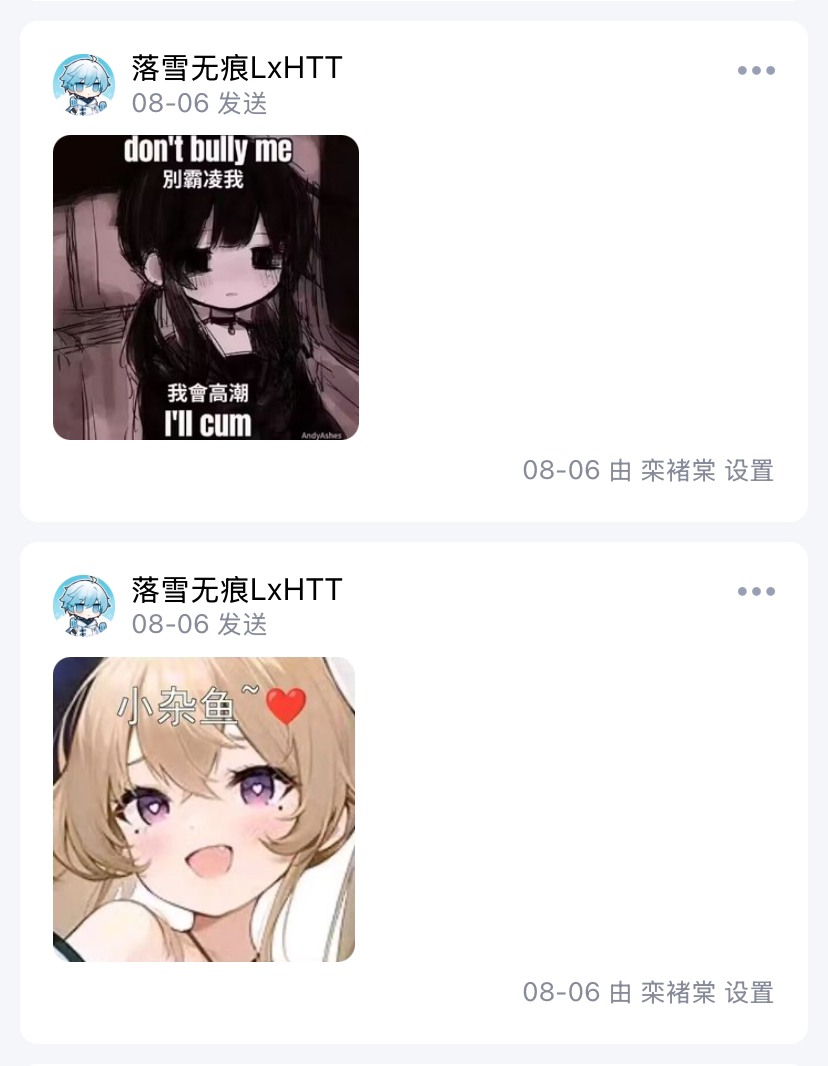 落雪无痕LxHTT
08-06 发送
don't bully me
別霸凌我
我會高潮
I'll cum
AndyAshes
08-06 由 栾褚棠 设置
落雪无痕LxHTT
08-06 发送
小杂鱼~❤️
08-06 由 栾褚棠 设置